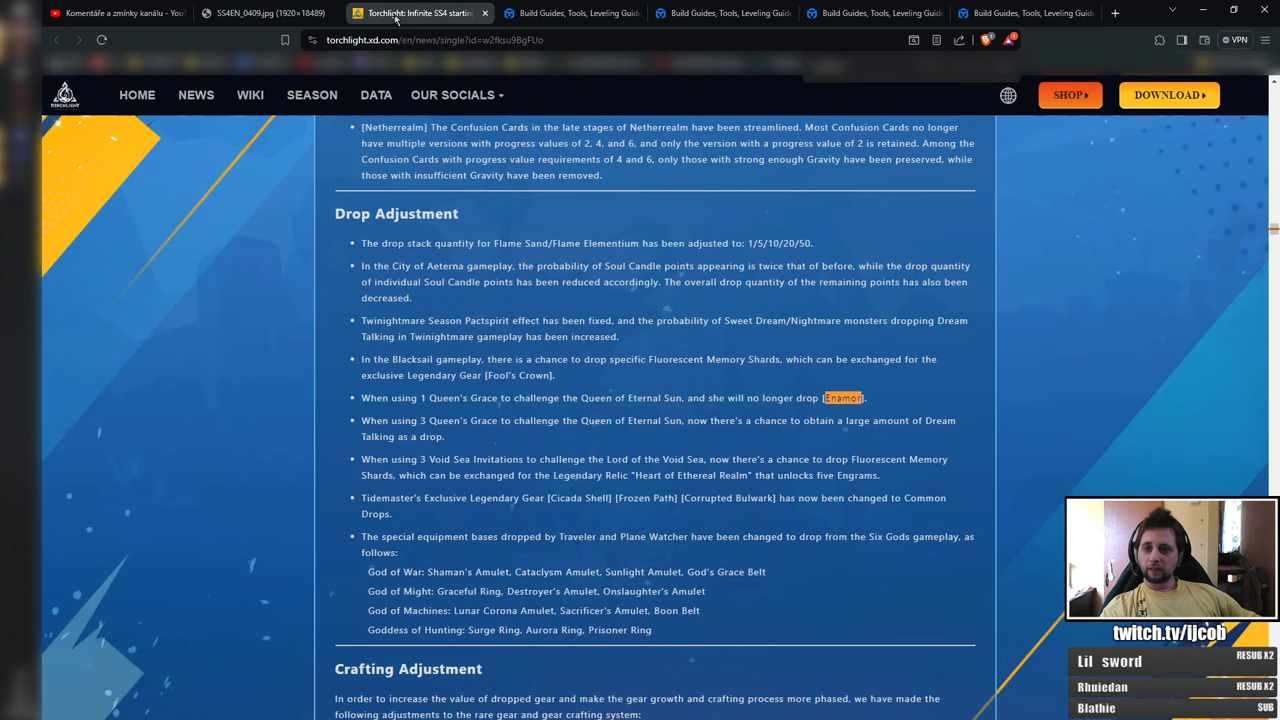 Komentáře a zmínky kanálu - YouT
SS4EN_0409.jpg (1920×18489)
Torchlight: Infinite SS4 starting
Build Guides, Tools, Leveling Guide
Build Guides, Tools, Leveling Guide
Build Guides, Tools, Leveling Guide
Build Guides, Tools, Leveling Guide
torchlight.xd.com/en/news/single?id=w2fksu98gFUo
VPN
HOME
NEWS
WIKI
SEASON
DATA
OUR SOCIALS
SHOP
DOWNLOAD
• [Netherrealm] The Confusion Cards in the late stages of Netherrealm have been streamlined. Most Confusion Cards no longer
have multiple versions with progress values of 2, 4, and 6, and only the version with a progress value of 2 is retained. Among the
Confusion Cards with progress value requirements of 4 and 6, only those with strong enough Gravity have been preserved, while
those with insufficient Gravity have been removed.
Drop Adjustment
• The drop stack quantity for Flame Sand/Flame Elementium has been adjusted to: 1/5/10/20/50.
• In the City of Aeterna gameplay, the probability of Soul Candle points appearing is twice that of before, while the drop quantity
of individual Soul Candle points has been reduced accordingly. The overall drop quantity of the remaining points has also been
decreased.
• Twinightmare Season Pactspirit effect has been fixed, and the probability of Sweet Dream/Nightmare monsters dropping Dream
Talking in Twinightmare gameplay has been increased.
• In the Blacksail gameplay, there is a chance to drop specific Fluorescent Memory Shards, which can be exchanged for the
exclusive Legendary Gear [Fool's Crown].
• When using 1 Queen's Grace to challenge the Queen of Eternal Sun, and she will no longer drop [Enamor].
• When using 3 Queen's Grace to challenge the Queen of Eternal Sun, now there's a chance to obtain a large amount of Dream
Talking as a drop.
• When using 3 Void Sea Invitations to challenge the Lord of the Void Sea, now there's a chance to drop Fluorescent Memory
Shards, which can be exchanged for the Legendary Relic "Heart of Ethereal Realm" that unlocks five Engrams.
• Tidemaster's Exclusive Legendary Gear [Cicada Shell] [Frozen Path] [Corrupted Bulwark] has now been changed to Common
Drops.
• The special equipment bases dropped by Traveler and Plane Watcher have been changed to drop from the Six Gods gameplay, as
follows:
God of War: Shaman's Amulet, Cataclysm Amulet, Sunlight Amulet, God's Grace Belt
God of Might: Graceful Ring, Destroyer's Amulet, Onslaughter's Amulet
God of Machines: Lunar Corona Amulet, Sacrificer's Amulet, Boon Belt
Goddess of Hunting: Surge Ring, Aurora Ring, Prisoner Ring
Crafting Adjustment
In order to increase the value of dropped gear and make the gear growth and crafting process more phased, we have made the
following adjustments to the rare gear and gear crafting system:
twitch.tv/ljcob
Lil sword RESUB X2
Rhuiedan RESUB X2
Blathie SUB